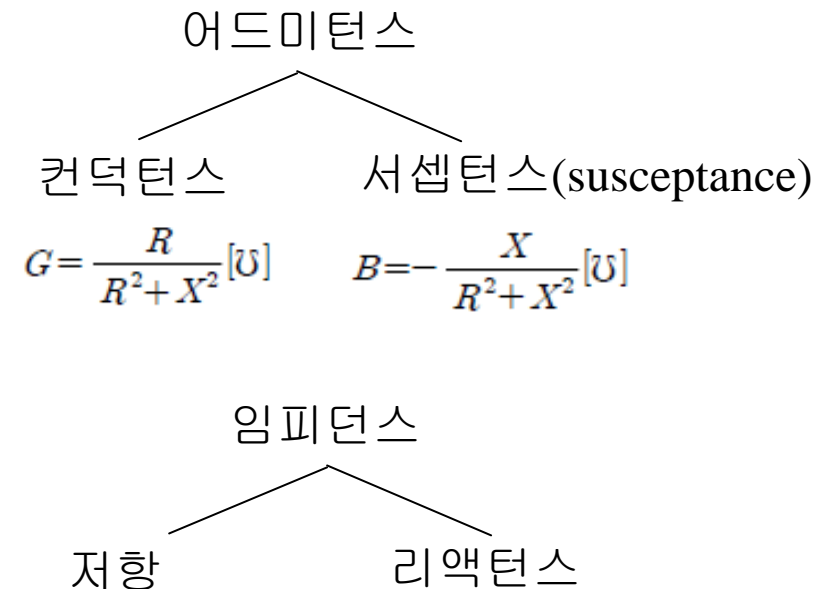 어드미턴스
컨덕턴스 서셉턴스(susceptance)
G=R/(R²+X²)[℧] B=-X/(R²+X²)[℧]
임피던스
저항 리액턴스